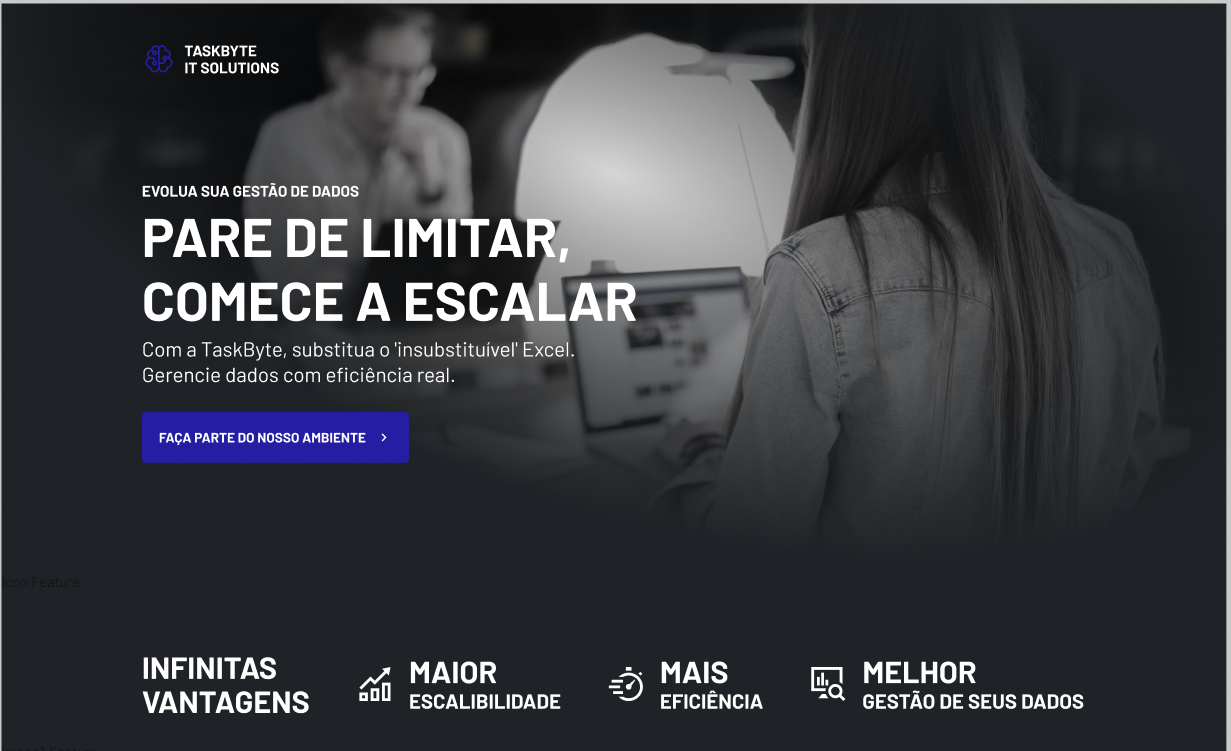 TASKBYTE
IT SOLUTIONS
EVOLUA SUA GESTÃO DE DADOS
PARE DE LIMITAR,
COMECE A ESCALAR
Com a TaskByte, substitua o 'insubstituível' Excel.
Gerencie dados com eficiência real.
FAÇA PARTE DO NOSSO AMBIENTE
Icon Feature
INFINITAS
VANTAGENS
MAIOR
ESCALIBILIDADE
MAIS
EFICIÊNCIA
MELHOR
GESTÃO DE SEUS DADOS